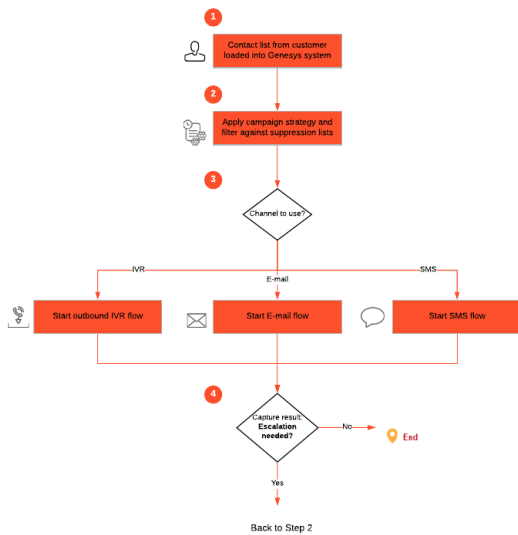 1
Contact list from customer
loaded into Genesys system
2
Apply campaign strategy and
filter against suppression lists
3
Channel to use?
IVR
E-mail
SMS
Start outbound IVR flow
Start E-mail flow
Start SMS flow
4
Capture result:
Escalation
needed?
No
End
Yes
Back to Step 2